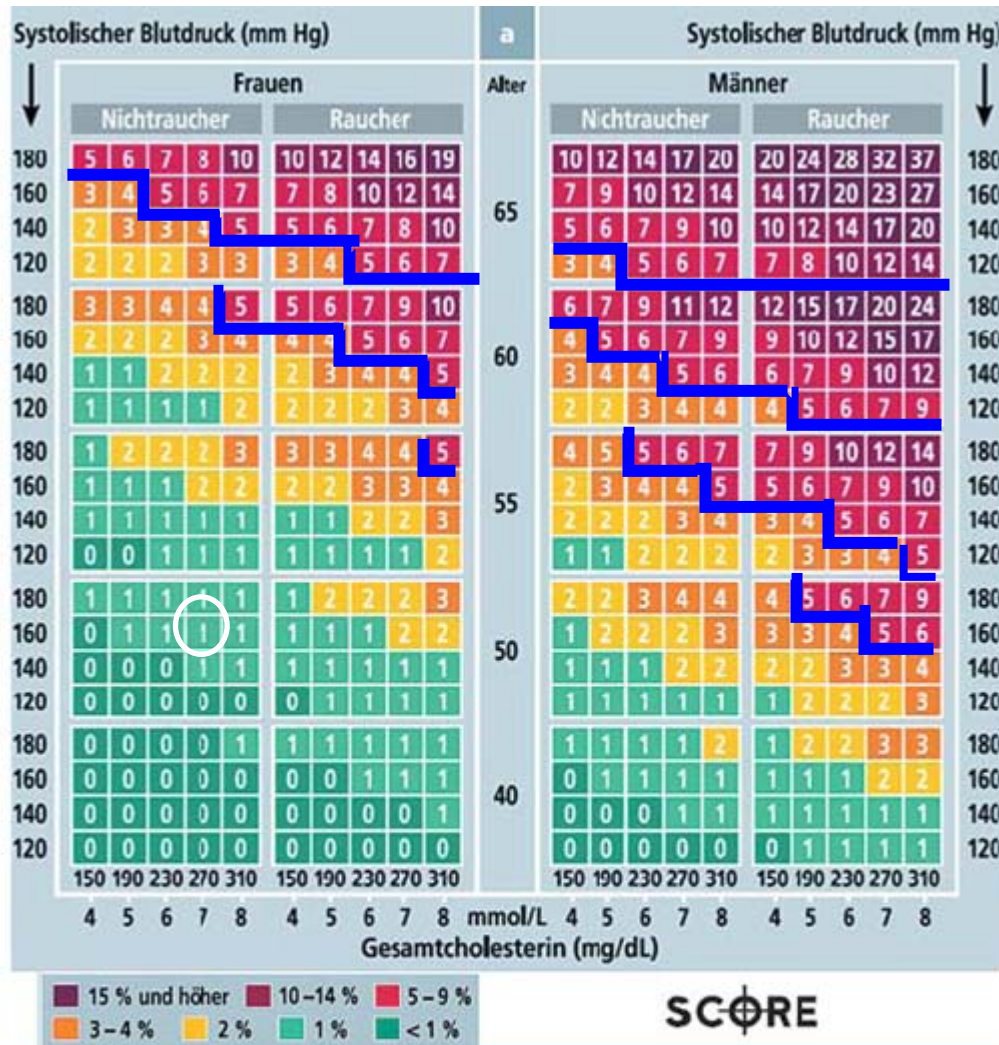 Systolischer Blutdruck (mm Hg) a Systolischer Blutdruck (mm Hg)
Frauen Alter Männer
Nichtraucher Raucher Nichtraucher Raucher
180 5 6 7 8 10 10 12 14 16 19 10 12 14 17 20 20 24 28 32 37 180
160 3 4 5 6 7 7 8 10 12 14 7 9 10 12 14 14 17 20 23 27 160
65
140 2 3 3 4 5 5 6 7 8 10 5 6 7 9 10 10 12 14 17 20 140
120 2 2 2 3 3 3 4 5 6 7 3 4 5 6 7 7 8 10 12 14 120
180 3 3 4 4 5 5 6 7 9 10 6 7 9 11 12 12 15 17 20 24 180
160 2 2 2 3 4 4 4 5 6 7 4 5 6 7 9 9 10 12 15 17 160
60
140 1 1 2 2 2 2 3 4 4 5 3 4 4 5 6 6 7 9 10 12 140
120 1 1 1 1 2 2 2 2 3 4 2 2 3 4 4 4 5 6 7 9 120
180 1 2 2 2 3 3 3 4 4 5 4 5 5 6 7 7 9 10 12 14 180
160 1 1 1 2 2 2 2 3 3 4 2 3 4 4 5 5 6 7 9 10 160
55
140 1 1 1 1 1 1 1 2 2 3 2 2 2 3 4 3 4 5 6 7 140
120 0 0 1 1 1 1 1 1 1 2 1 1 2 2 2 2 3 3 4 5 120
180 1 1 1 1 1 1 2 2 2 3 2 2 3 4 4 4 5 6 7 9 180
160 0 1 1 1 1 1 1 1 2 2 1 2 2 2 3 3 3 4 5 6 160
50
140 0 0 0 1 1 1 1 1 1 1 1 1 1 2 2 2 2 3 3 4 140
120 0 0 0 0 0 0 1 1 1 1 1 1 1 1 1 1 2 2 2 3 120
180 0 0 0 0 1 1 1 1 1 1 1 1 1 1 2 1 2 2 3 3 180
160 0 0 0 0 0 0 0 1 1 1 0 1 1 1 1 1 1 1 2 2 160
40
140 0 0 0 0 0 0 0 0 0 1 0 0 0 1 1 1 1 1 1 1 140
120 0 0 0 0 0 0 0 0 0 0 0 0 0 0 0 0 1 1 1 1 120
150 190 230 270 310 150 190 230 270 310 150 190 230 270 310 150 190 230 270 310
4 5 6 7 8 4 5 6 7 8 mmol/L 4 5 6 7 8 4 5 6 7 8
Gesamtcholesterin (mg/dL)
15 % und höher 10–14 % 5–9 %
3–4 % 2 % 1 % < 1 %
SCORE